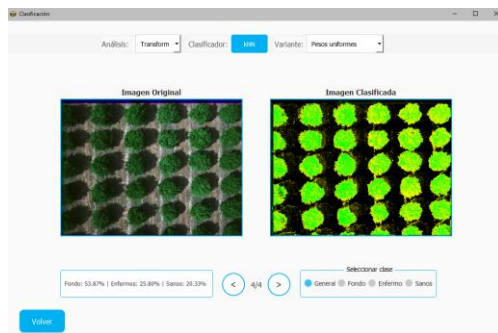 Clasificación
Análisis: Transform Clasificador: kNN Variante: Pesos uniformes
Imagen Original Imagen Clasificada
Fondo: 53.87% | Enfermos: 25.80% | Sanos: 20.33%
< 4/4 >
Seleccionar clase
General Fondo Enfermo Sanos
Volver